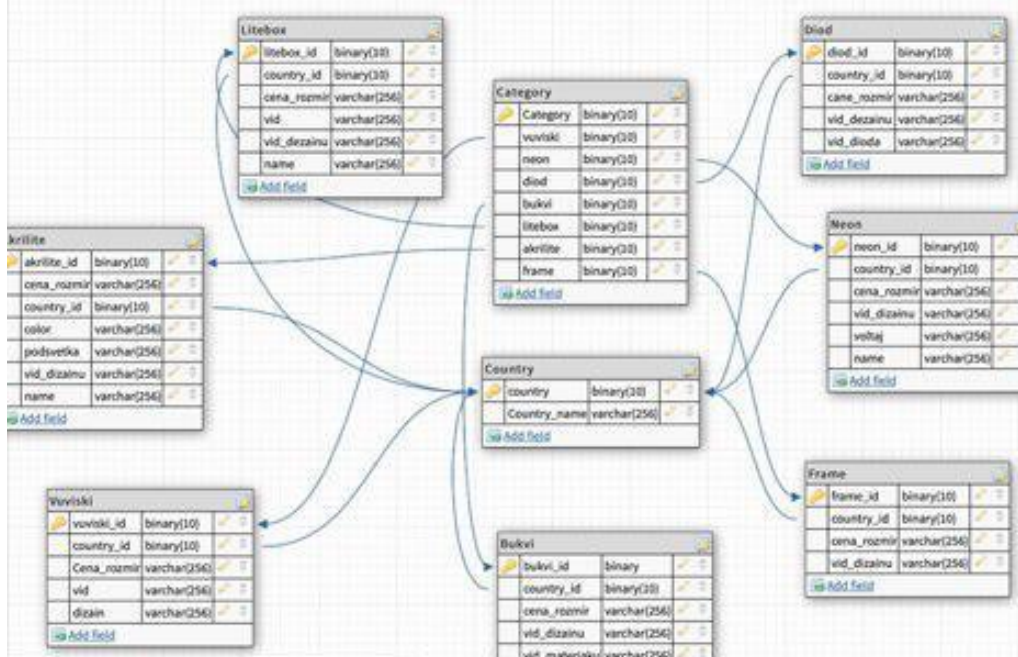 Litebox
litebox_id binary(10)
country_id binary(10)
cena_rozmir varchar(256)
vid varchar(256)
vid_dezainu varchar(256)
name varchar(256)
Add field
Diod
diod_id binary(10)
country_id binary(10)
cane_rozmir varchar(256)
vid_dezainu varchar(256)
vid_dioda varchar(256)
Add field
Category
Category binary(10)
vuviski binary(10)
neon binary(10)
diod binary(10)
bukvi binary(10)
litebox binary(10)
akrilite binary(10)
frame binary(10)
Add field
krilite
akrilite_id binary(10)
cena_rozmir varchar(256)
country_id binary(10)
color varchar(256)
podsvetka varchar(256)
vid_dizainu varchar(256)
name varchar(256)
Add field
Neon
neon_id binary(10)
country_id binary(10)
cena_rozmir varchar(256)
vid_dizainu varchar(256)
voltaj varchar(256)
name varchar(256)
Add field
Country
country binary(10)
Country_name varchar(256)
Add field
Vuviski
vuviski_id binary(10)
country_id binary(10)
Cena_rozmir varchar(256)
vid varchar(256)
dizain varchar(256)
Add field
Frame
frame_id binary(10)
country_id binary(10)
cena_rozmir varchar(256)
vid_dizainu varchar(256)
Add field
Bukvi
bukvi_id binary
country_id binary(10)
cena_rozmir varchar(256)
vid_dizainu varchar(256)
varchar(256)